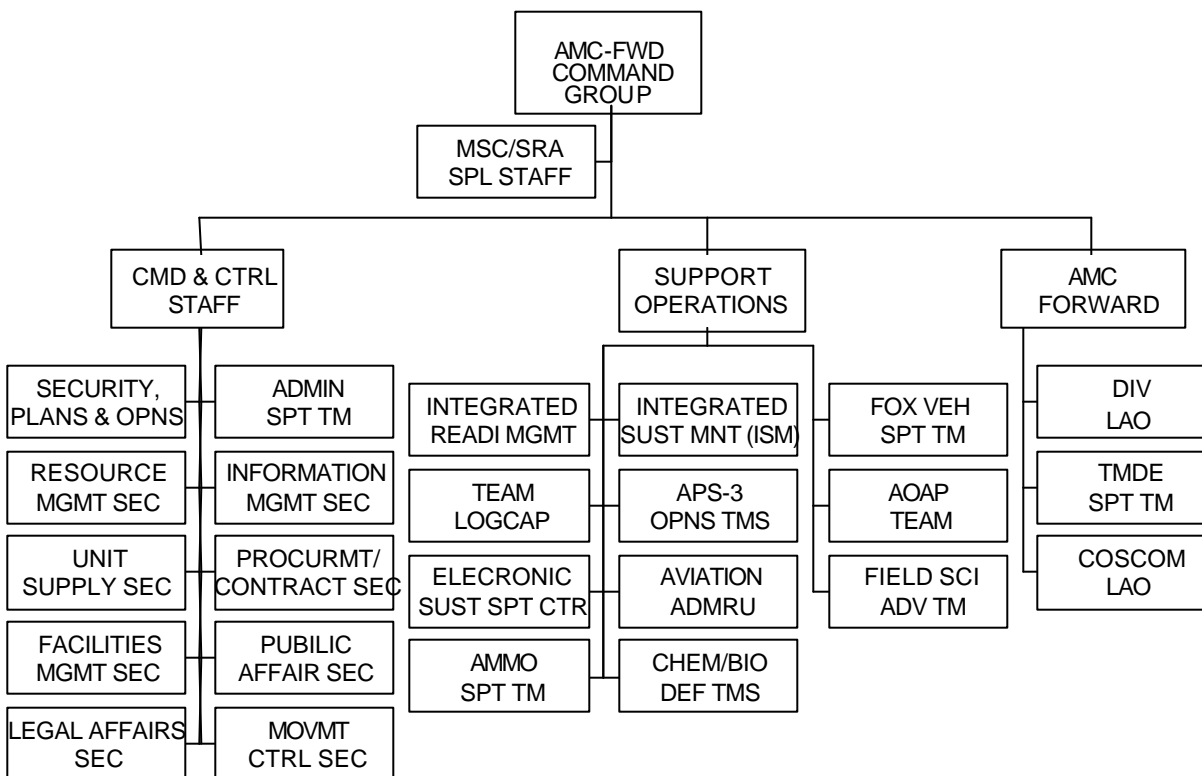 AMC-FWD
COMMAND
GROUP
MSC/SRA
SPL STAFF
CMD & CTRL
STAFF
SUPPORT
OPERATIONS
AMC
FORWARD
SECURITY,
PLANS & OPNS
ADMIN
SPT TM
RESOURCE
MGMT SEC
INFORMATION
MGMT SEC
UNIT
SUPPLY SEC
PROCURMT/
CONTRACT SEC
FACILITIES
MGMT SEC
PUBILIC
AFFAIR SEC
LEGAL AFFAIRS
SEC
MOVMT
CTRL SEC
INTEGRATED
READI MGMT
INTEGRATED
SUST MNT (ISM)
FOX VEH
SPT TM
TEAM
LOGCAP
APS-3
OPNS TMS
AOAP
TEAM
ELECRONIC
SUST SPT CTR
AVIATION
ADMRU
FIELD SCI
ADV TM
AMMO
SPT TM
CHEM/BIO
DEF TMS
DIV
LAO
TMDE
SPT TM
COSCOM
LAO